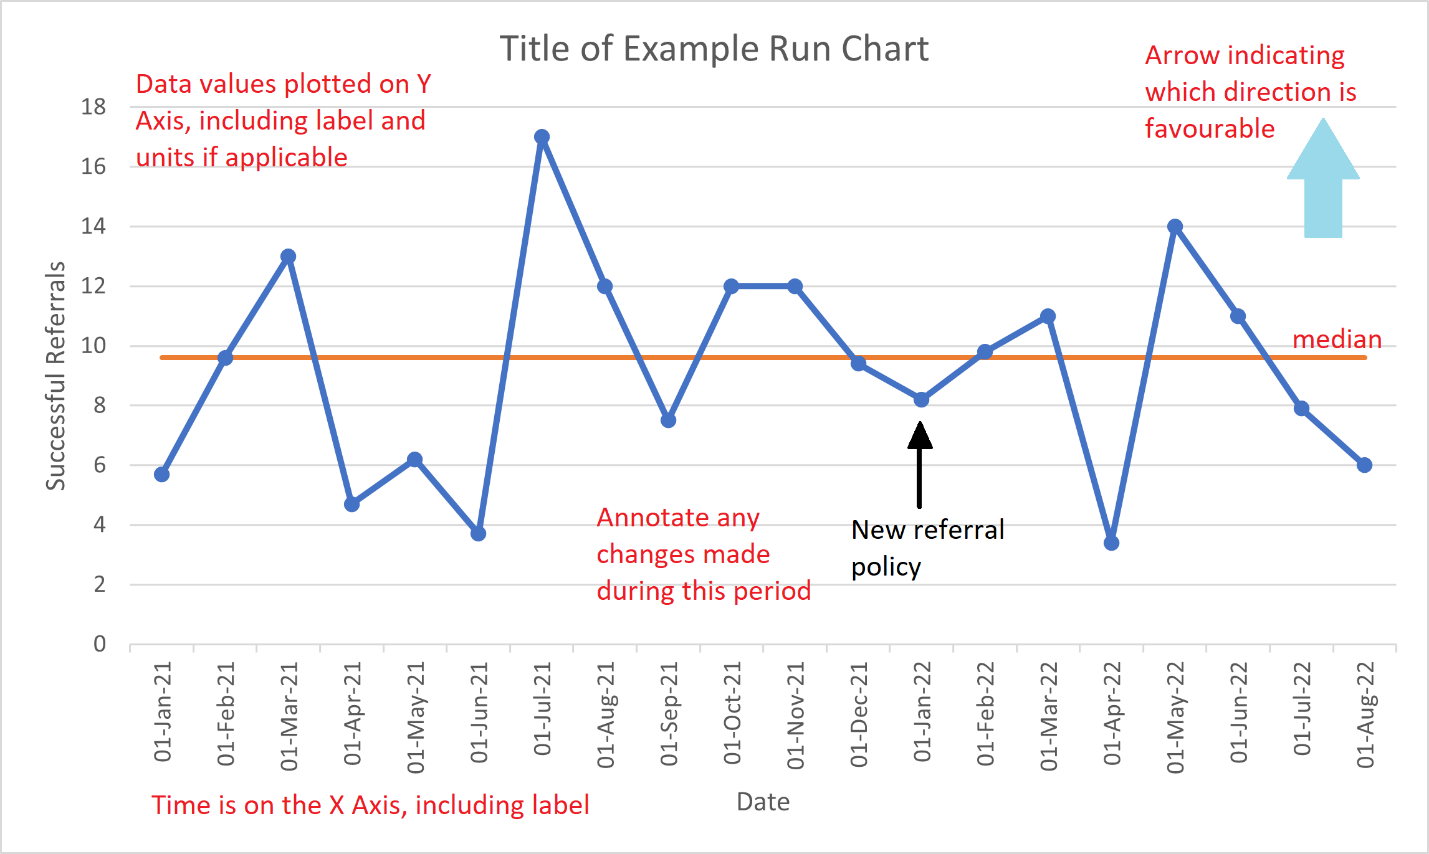 Title of Example Run Chart
Data values plotted on Y
Axis, including label and
units if applicable
Arrow indicating
which direction is
favourable
18
16
14
12
10
8
6
4
2
0
Successful Referrals
median
Annotate any
changes made
during this period
New referral
policy
01-Jan-21
01-Feb-21
01-Mar-21
01-Apr-21
01-May-21
01-Jun-21
01-Jul-21
01-Aug-21
01-Sep-21
01-Oct-21
01-Nov-21
01-Dec-21
01-Jan-22
01-Feb-22
01-Mar-22
01-Apr-22
01-May-22
01-Jun-22
01-Jul-22
01-Aug-22
Date
Time is on the X Axis, including label